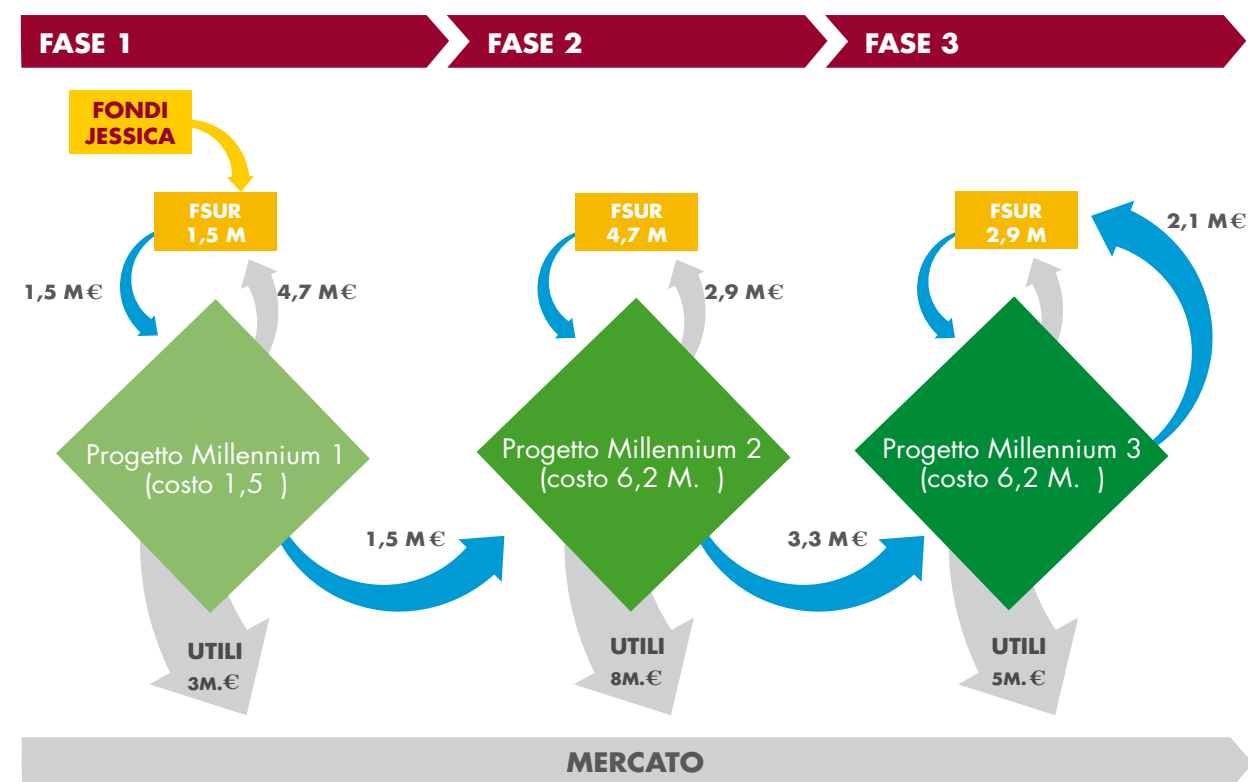 FASE 1
FASE 2
FASE 3
FONDI
JESSICA
FSUR
1,5 M
FSUR
4,7 M
FSUR
2,9 M
2,1 M€
1,5 M€
4,7 M€
2,9 M€
Progetto Millennium 1
(costo 1,5 )
Progetto Millennium 2
(costo 6,2 M. )
Progetto Millennium 3
(costo 6,2 M. )
1,5 M€
3,3 M€
UTILI
3M.€
UTILI
8M.€
UTILI
5M.€
MERCATO